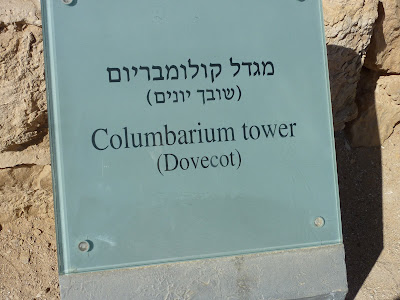 מגדל קולומבריום
(שובך יונים)
Columbarium tower
(Dovecot)